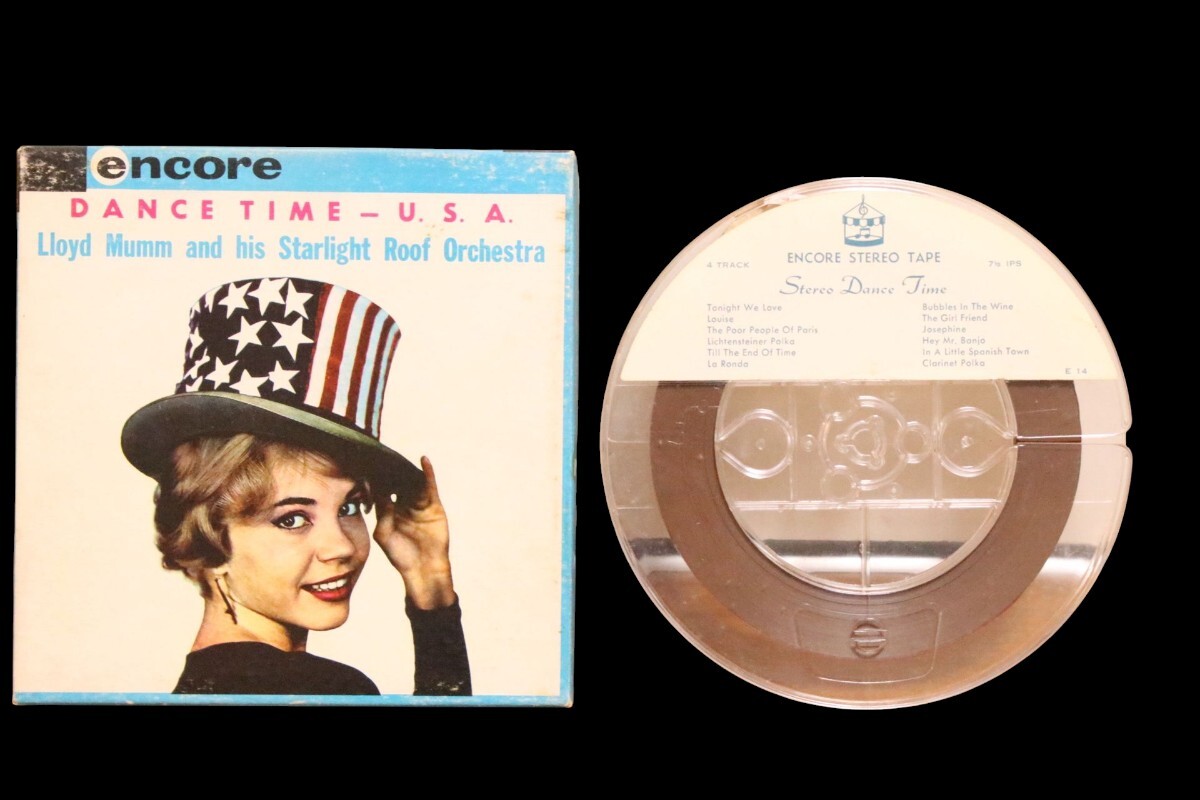 encore
DANCE TIME – U. S. A.
Lloyd Mumm and his Starlight Roof Orchestra
ENCORE STEREO TAPE
4 TRACK
7½ IPS
Stereo Dance Time
Tonight We Love
Louise
The Poor People Of Paris
Lichtensteiner Polka
Till The End Of Time
La Ronda
Bubbles In The Wine
The Girl Friend
Josephine
Hey Mr. Banjo
In A Little Spanish Town
Clarinet Polka
E 14